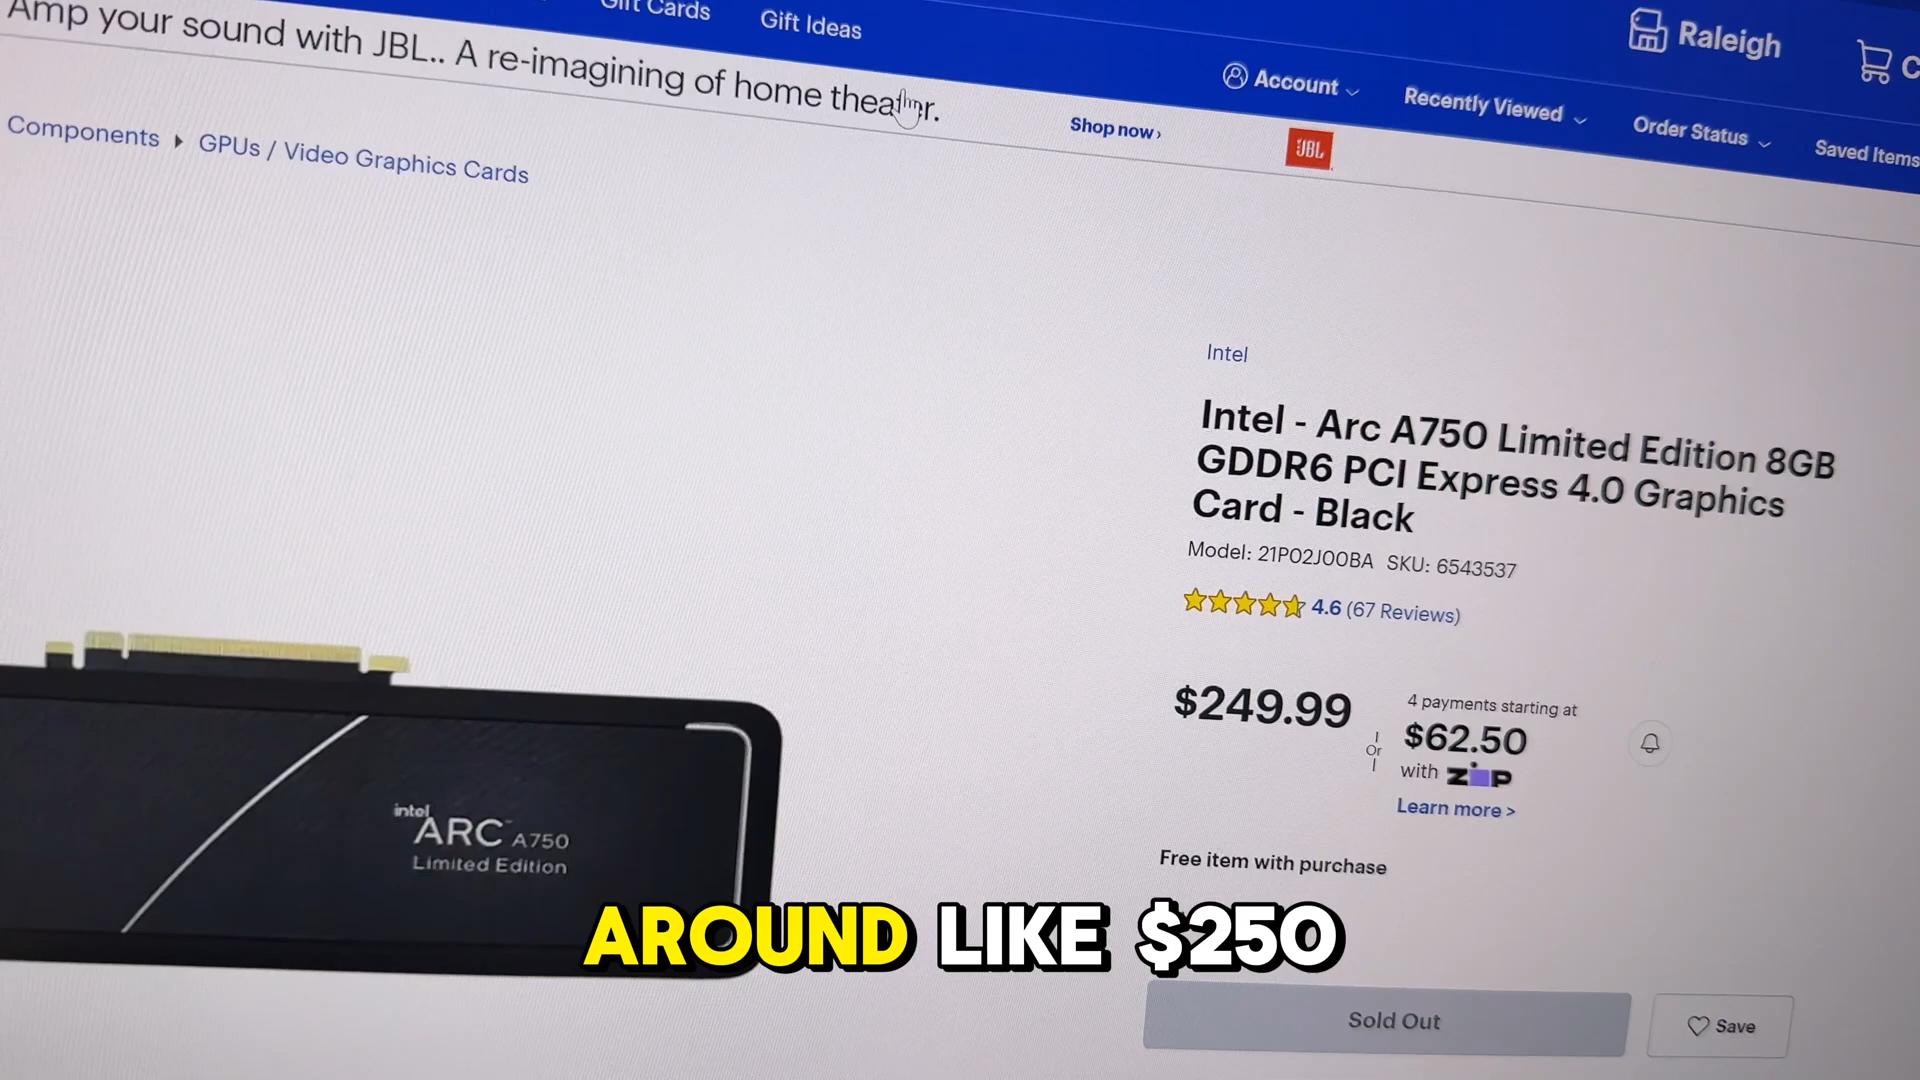 Gift Cards
Gift Ideas
Raleigh
Amp your sound with JBL.. A re-imagining of home theater.
Shop now ›
JBL
Account
Recently Viewed
Order Status
Saved Items
Components
GPUs / Video Graphics Cards
Intel
Intel - Arc A750 Limited Edition 8GB
GDDR6 PCI Express 4.0 Graphics
Card - Black
Model: 21P02J00BA SKU: 6543537
4.6 (67 Reviews)
$249.99
Or
4 payments starting at
$62.50
with zip
Learn more >
Free item with purchase
intel
ARC™ A750
Limited Edition
AROUND LIKE $250
Sold Out
Save